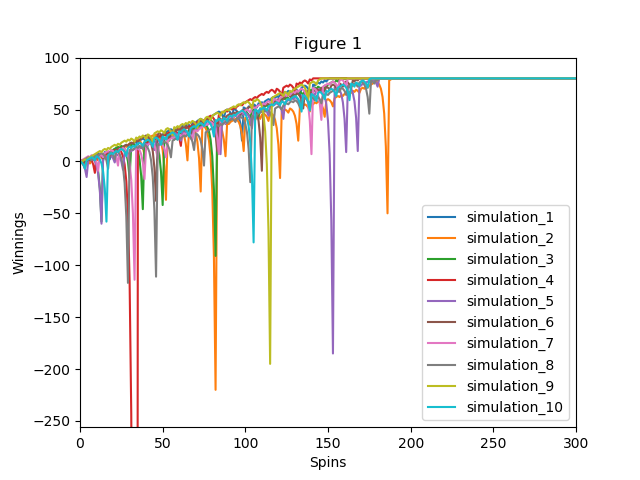 Figure 1
Winnings
100
50
0
−50
−100
−150
−200
−250
0 50 100 150 200 250 300
Spins
simulation_1
simulation_2
simulation_3
simulation_4
simulation_5
simulation_6
simulation_7
simulation_8
simulation_9
simulation_10